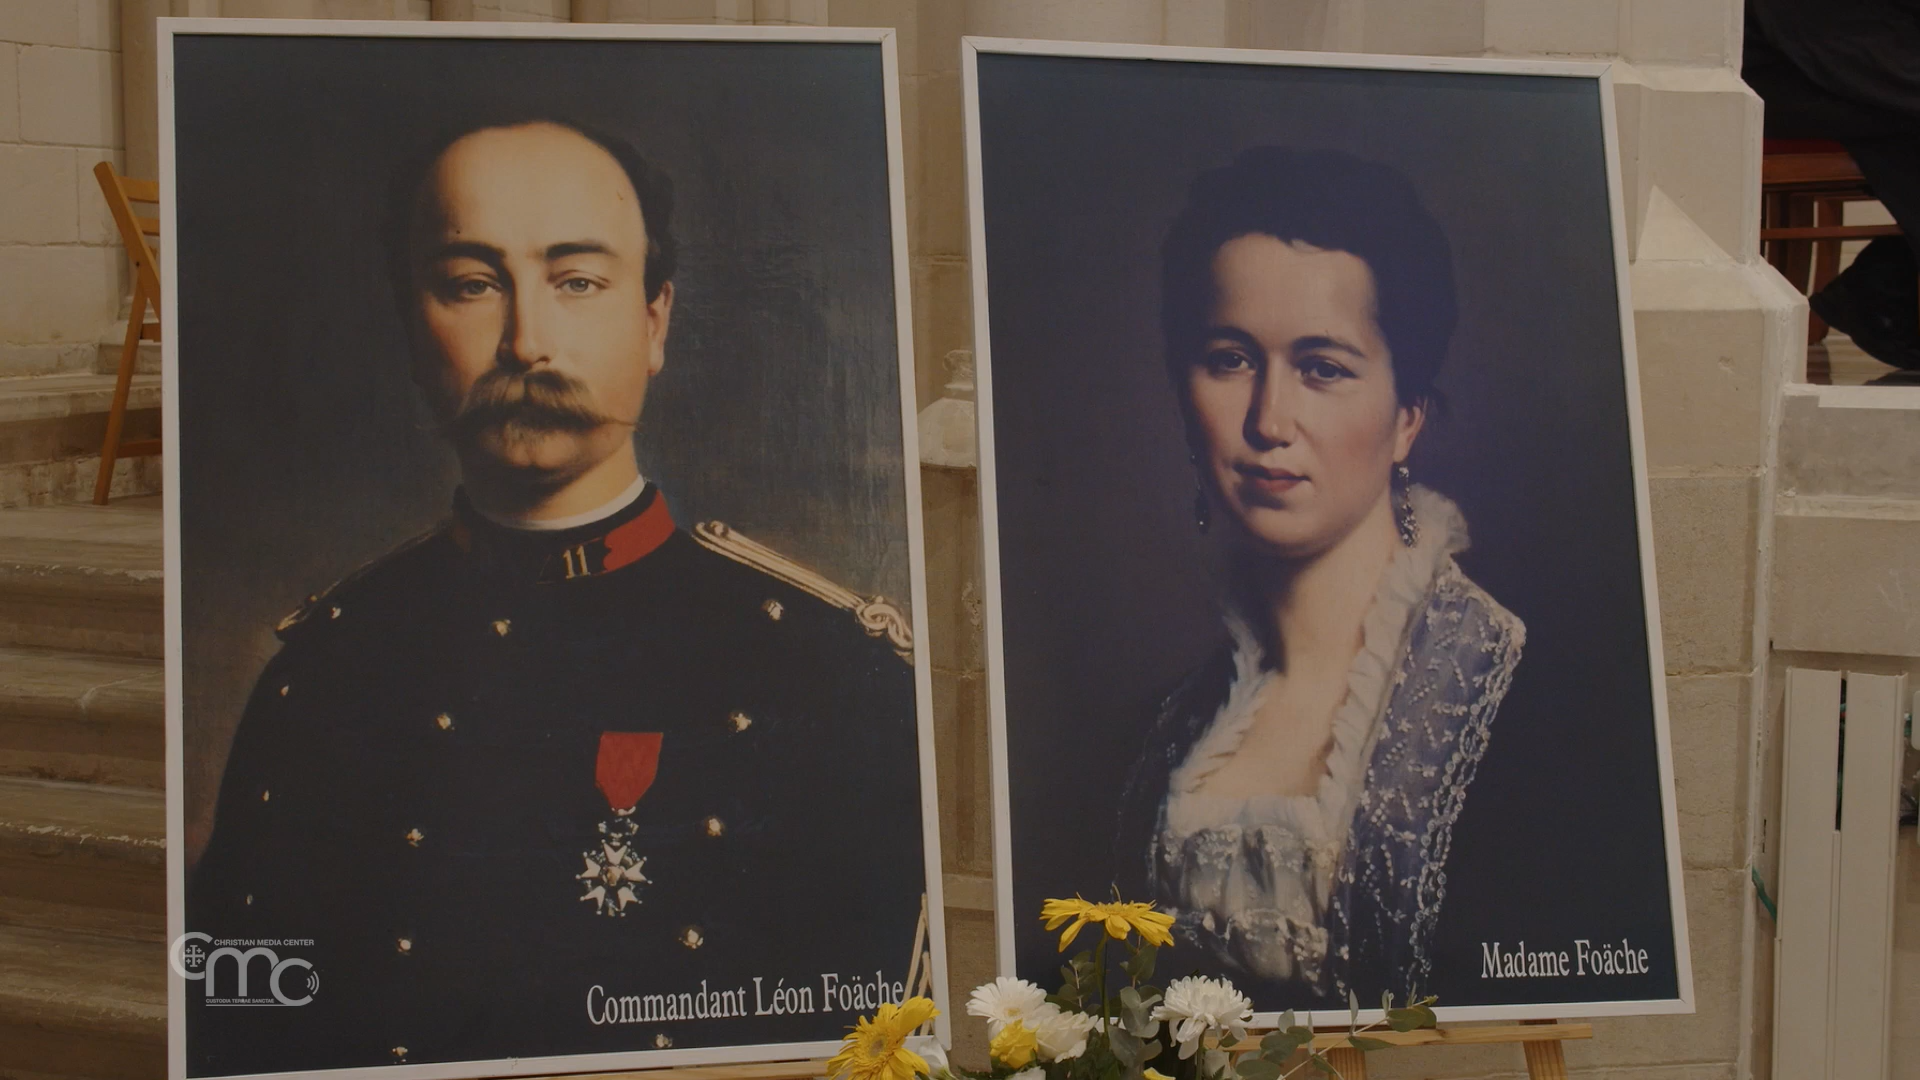 11
CHRISTIAN MEDIA CENTER
cmc
CUSTODIA TERRAE SANCTAE
Commandant Léon Foäche
Madame Foäche